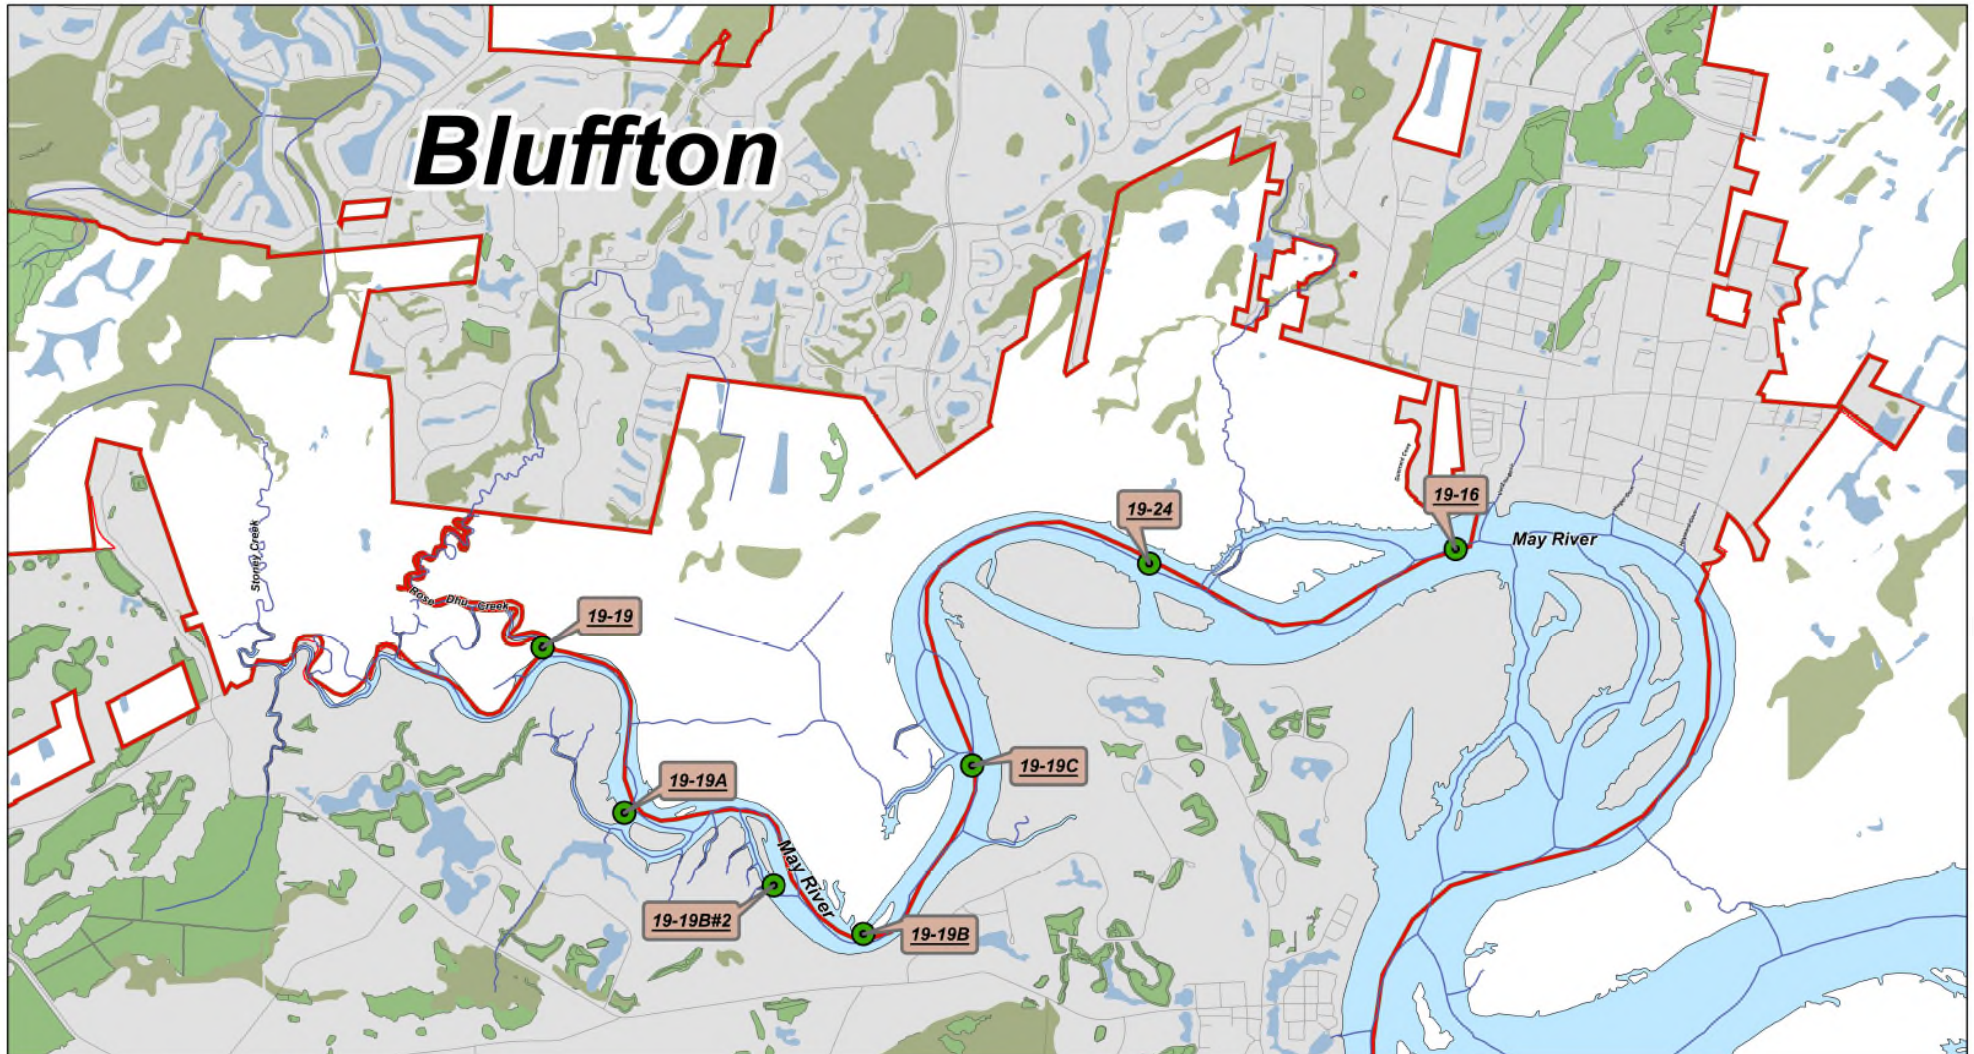 Bluffton
19-24
19-16
May River
Stoney Creek
Rose Dhu Creek
19-19
19-19A
19-19C
May River
19-19B#2
19-19B